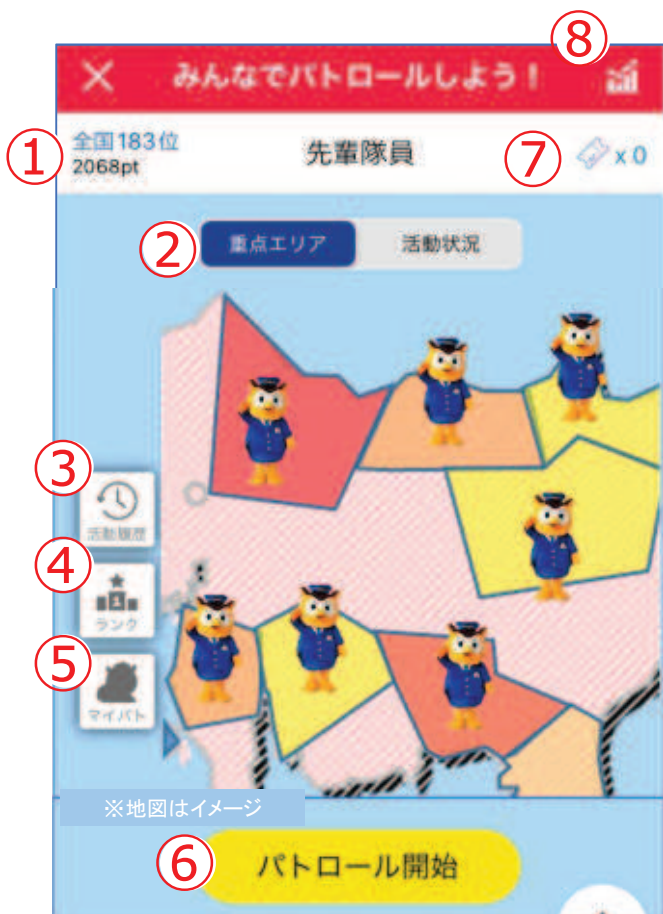 ⑧
みんなでパトロールしよう！
①
全国183位
2068pt
先輩隊員
⑦
x 0
②
重点エリア
活動状況
③
活動履歴
④
ランク
⑤
マイパト
※地図はイメージ
⑥
パトロール開始